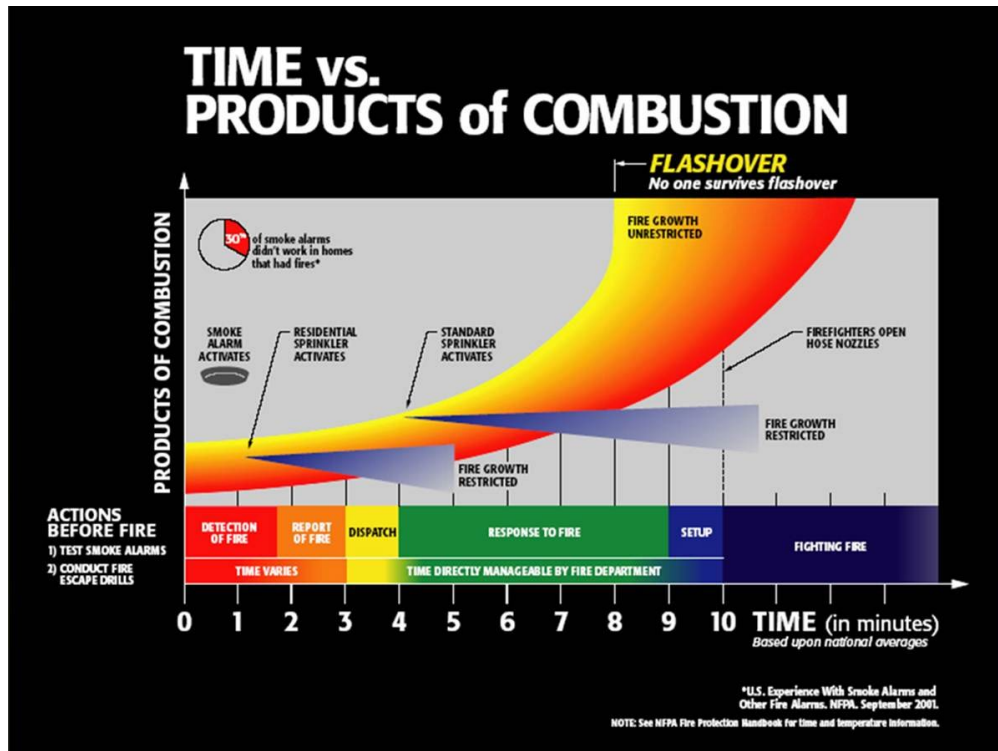 TIME vs.
PRODUCTS of COMBUSTION
FLASHOVER
No one survives flashover
PRODUCTS OF COMBUSTION
30%
of smoke alarms
didn't work in homes
that had fires*
FIRE GROWTH
UNRESTRICTED
SMOKE
ALARM
ACTIVATES
RESIDENTIAL
SPRINKLER
ACTIVATES
STANDARD
SPRINKLER
ACTIVATES
FIREFIGHTERS OPEN
HOSE NOZZLES
FIRE GROWTH
RESTRICTED
FIRE GROWTH
RESTRICTED
ACTIONS
BEFORE FIRE
1) TEST SMOKE ALARMS
2) CONDUCT FIRE
ESCAPE DRILLS
DETECTION
OF FIRE
REPORT
OF FIRE
DISPATCH
RESPONSE TO FIRE
SETUP
FIGHTING FIRE
TIME VARIES
TIME DIRECTLY MANAGEABLE BY FIRE DEPARTMENT
0 1 2 3 4 5 6 7 8 9 10 TIME (in minutes)
Based upon national averages
*U.S. Experience With Smoke Alarms and
Other Fire Alarms. NFPA. September 2001.
NOTE: See NFPA Fire Protection Handbook for time and temperature information.